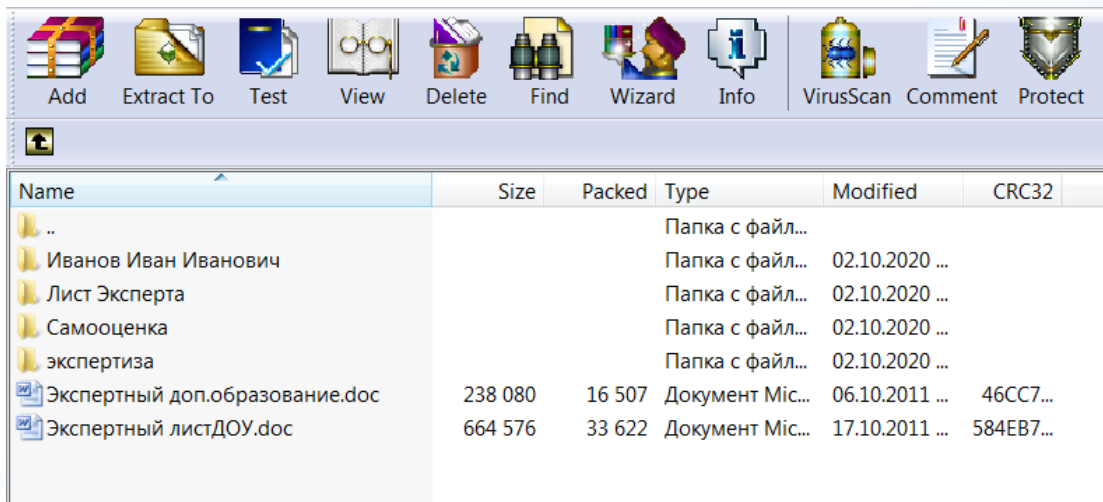 Add Extract To Test View Delete Find Wizard Info VirusScan Comment Protect
Name Size Packed Type Modified CRC32
.. Папка с файл...
Иванов Иван Иванович Папка с файл... 02.10.2020 ...
Лист Эксперта Папка с файл... 02.10.2020 ...
Самооценка Папка с файл... 02.10.2020 ...
экспертиза Папка с файл... 02.10.2020 ...
Экспертный доп.образование.doc 238 080 16 507 Документ Mic... 06.10.2011 ... 46CC7...
Экспертный листДОУ.doc 664 576 33 622 Документ Mic... 17.10.2011 ... 584EB7...